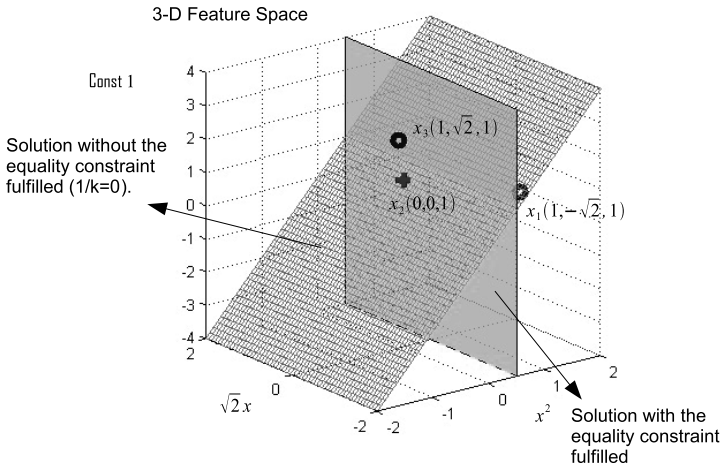 3-D Feature Space
Const 1
4
3
2
1
0
-1
-2
-3
-4
Solution without the
equality constraint
fulfilled (1/k=0).
x₃(1,√2,1)
x₂(0,0,1)
x₁(1,−√2,1)
2
0
-2
√2 x
-2
-1
0
1
2
x²
Solution with the
equality constraint
fulfilled